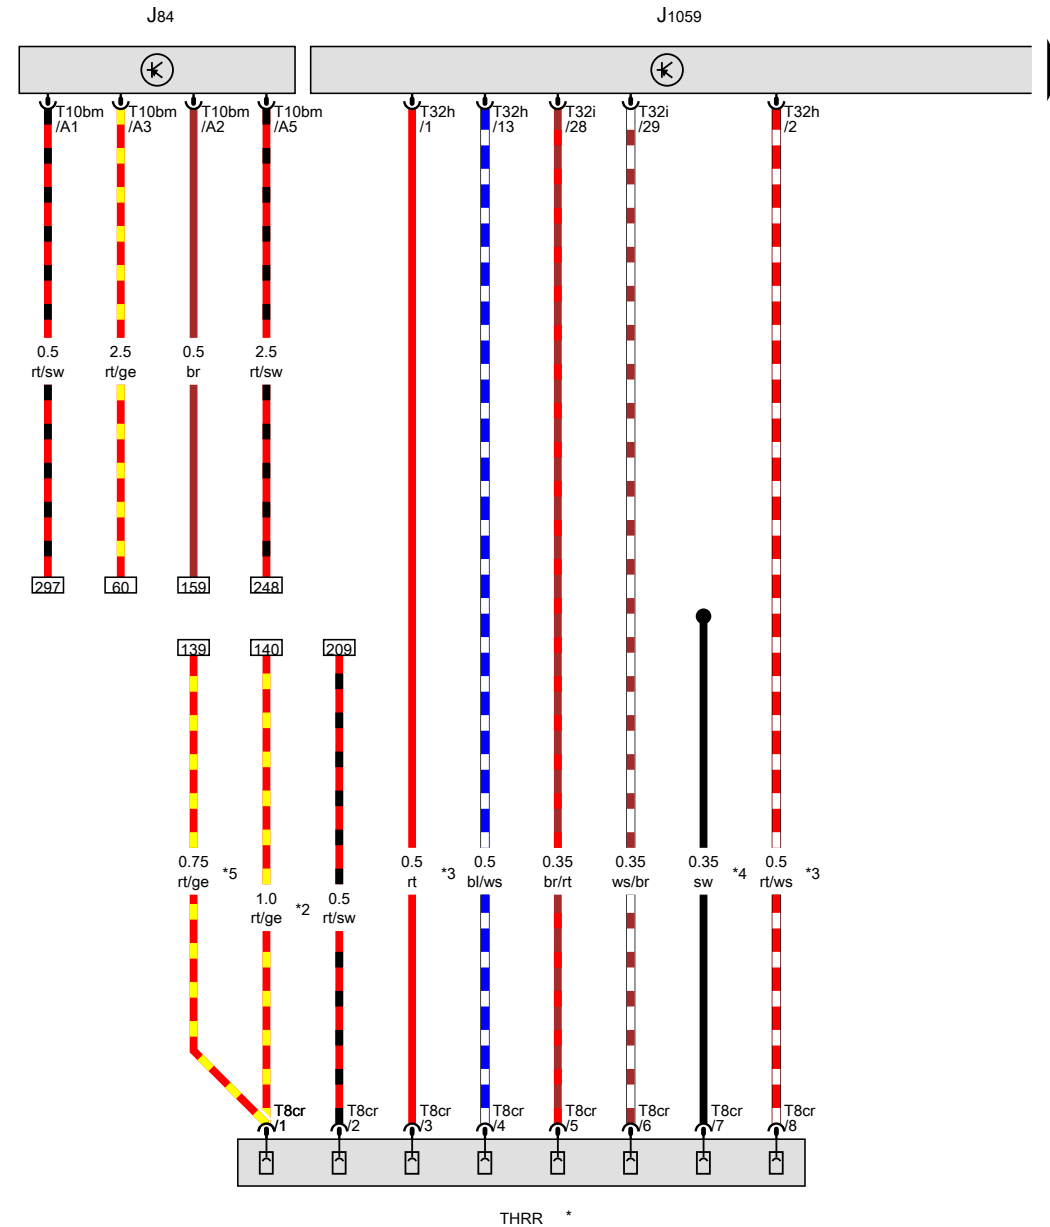 J84 J1059
T10bm T10bm T10bm T10bm T32h T32h T32i T32i T32h
/A1 /A3 /A2 /A5 /1 /13 /28 /29 /2
0.5 2.5 0.5 2.5
rt/sw rt/ge br rt/sw
297 60 159 248
139 140 209
0.75 0.5 0.5 0.35 0.35 0.35 0.5
rt/ge *5 rt *3 bl/ws br/rt ws/br sw *4 rt/ws *3
1.0 0.5
rt/ge *2 rt/sw
T8cr T8cr T8cr T8cr T8cr T8cr T8cr T8cr
/1 /2 /3 /4 /5 /6 /7 /8
THRR *